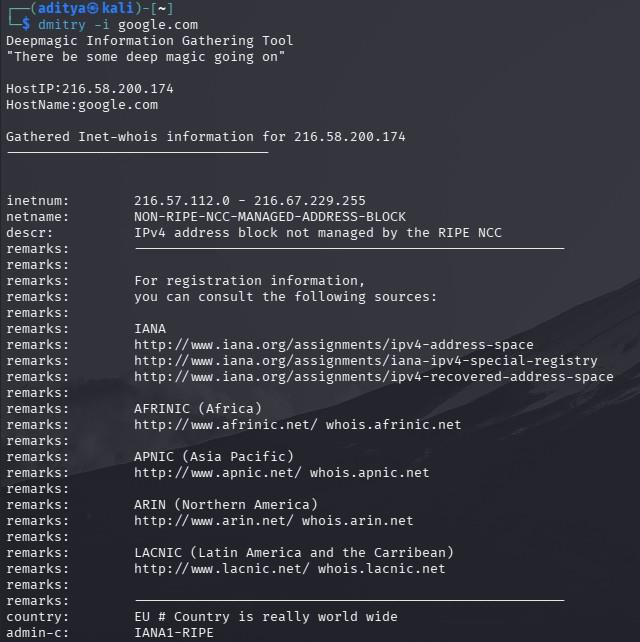 ┌──(aditya㉿kali)-[~]
└─$ dmitry -i google.com
Deepmagic Information Gathering Tool
"There be some deep magic going on"
HostIP:216.58.200.174
HostName:google.com
Gathered Inet-whois information for 216.58.200.174
---------------------------------
inetnum:        216.57.112.0 - 216.67.229.255
netname:        NON-RIPE-NCC-MANAGED-ADDRESS-BLOCK
descr:          IPv4 address block not managed by the RIPE NCC
remarks:        ------------------------------------------------------
remarks:
remarks:        For registration information,
remarks:        you can consult the following sources:
remarks:
remarks:        IANA
remarks:        http://www.iana.org/assignments/ipv4-address-space
remarks:        http://www.iana.org/assignments/iana-ipv4-special-registry
remarks:        http://www.iana.org/assignments/ipv4-recovered-address-space
remarks:
remarks:        AFRINIC (Africa)
remarks:        http://www.afrinic.net/ whois.afrinic.net
remarks:
remarks:        APNIC (Asia Pacific)
remarks:        http://www.apnic.net/ whois.apnic.net
remarks:
remarks:        ARIN (Northern America)
remarks:        http://www.arin.net/ whois.arin.net
remarks:
remarks:        LACNIC (Latin America and the Carribean)
remarks:        http://www.lacnic.net/ whois.lacnic.net
remarks:
remarks:        ------------------------------------------------------
country:        EU # Country is really world wide
admin-c:        IANA1-RIPE